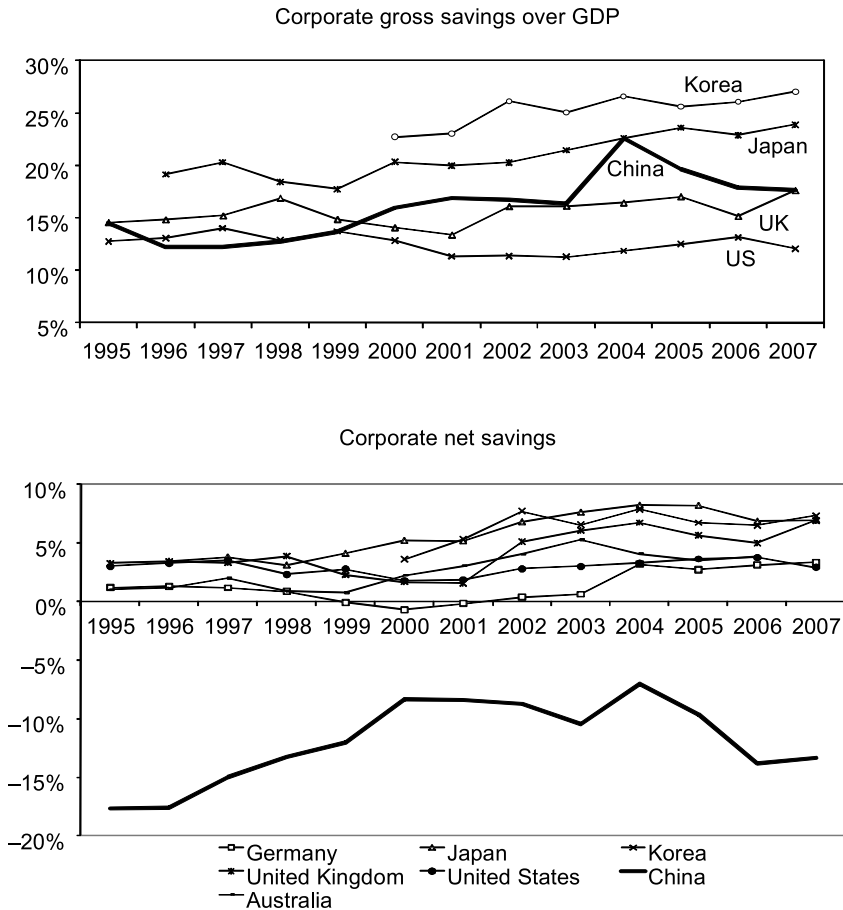 Corporate gross savings over GDP
30%
25%
20%
15%
10%
5%
Korea
Japan
China
UK
US
1995 1996 1997 1998 1999 2000 2001 2002 2003 2004 2005 2006 2007
Corporate net savings
10%
5%
0%
1995 1996 1997 1998 1999 2000 2001 2002 2003 2004 2005 2006 2007
–5%
–10%
–15%
–20%
Germany Japan Korea
United Kingdom United States China
Australia